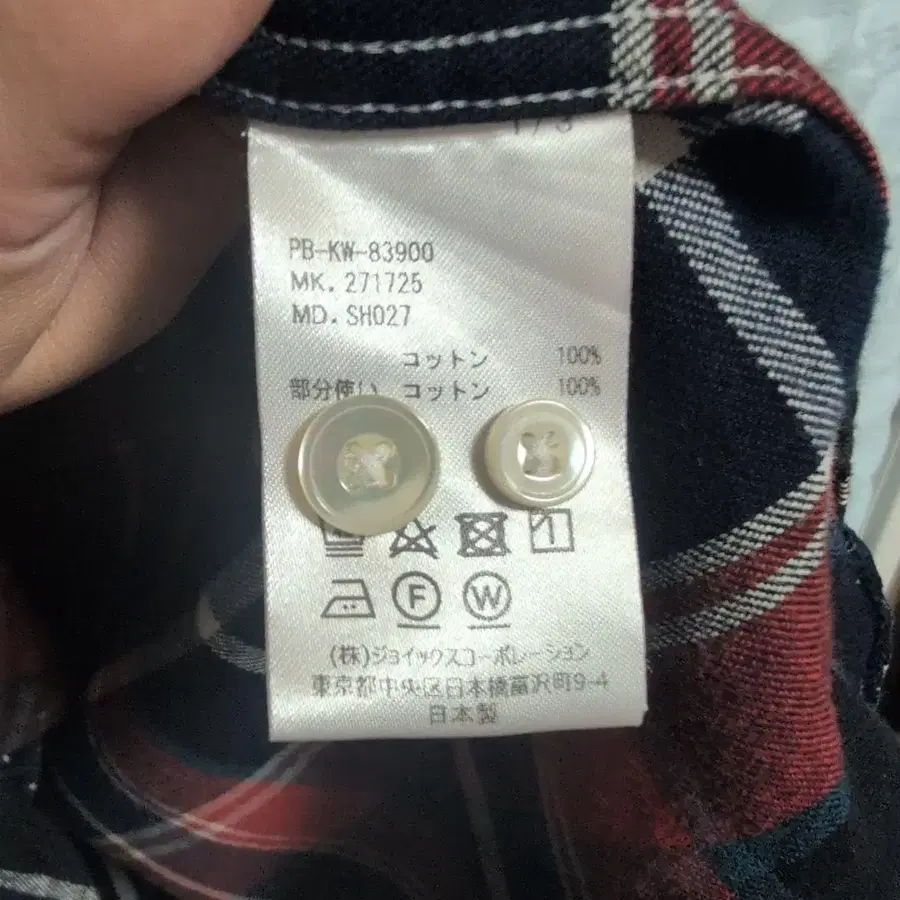 PB-KW-83900
MK. 271725
MD. SH027
コットン 100%
部分使い コットン 100%
F W
(株)ジョイックスコーポレーション
東京都中央区日本橋富沢町9-4
日本製